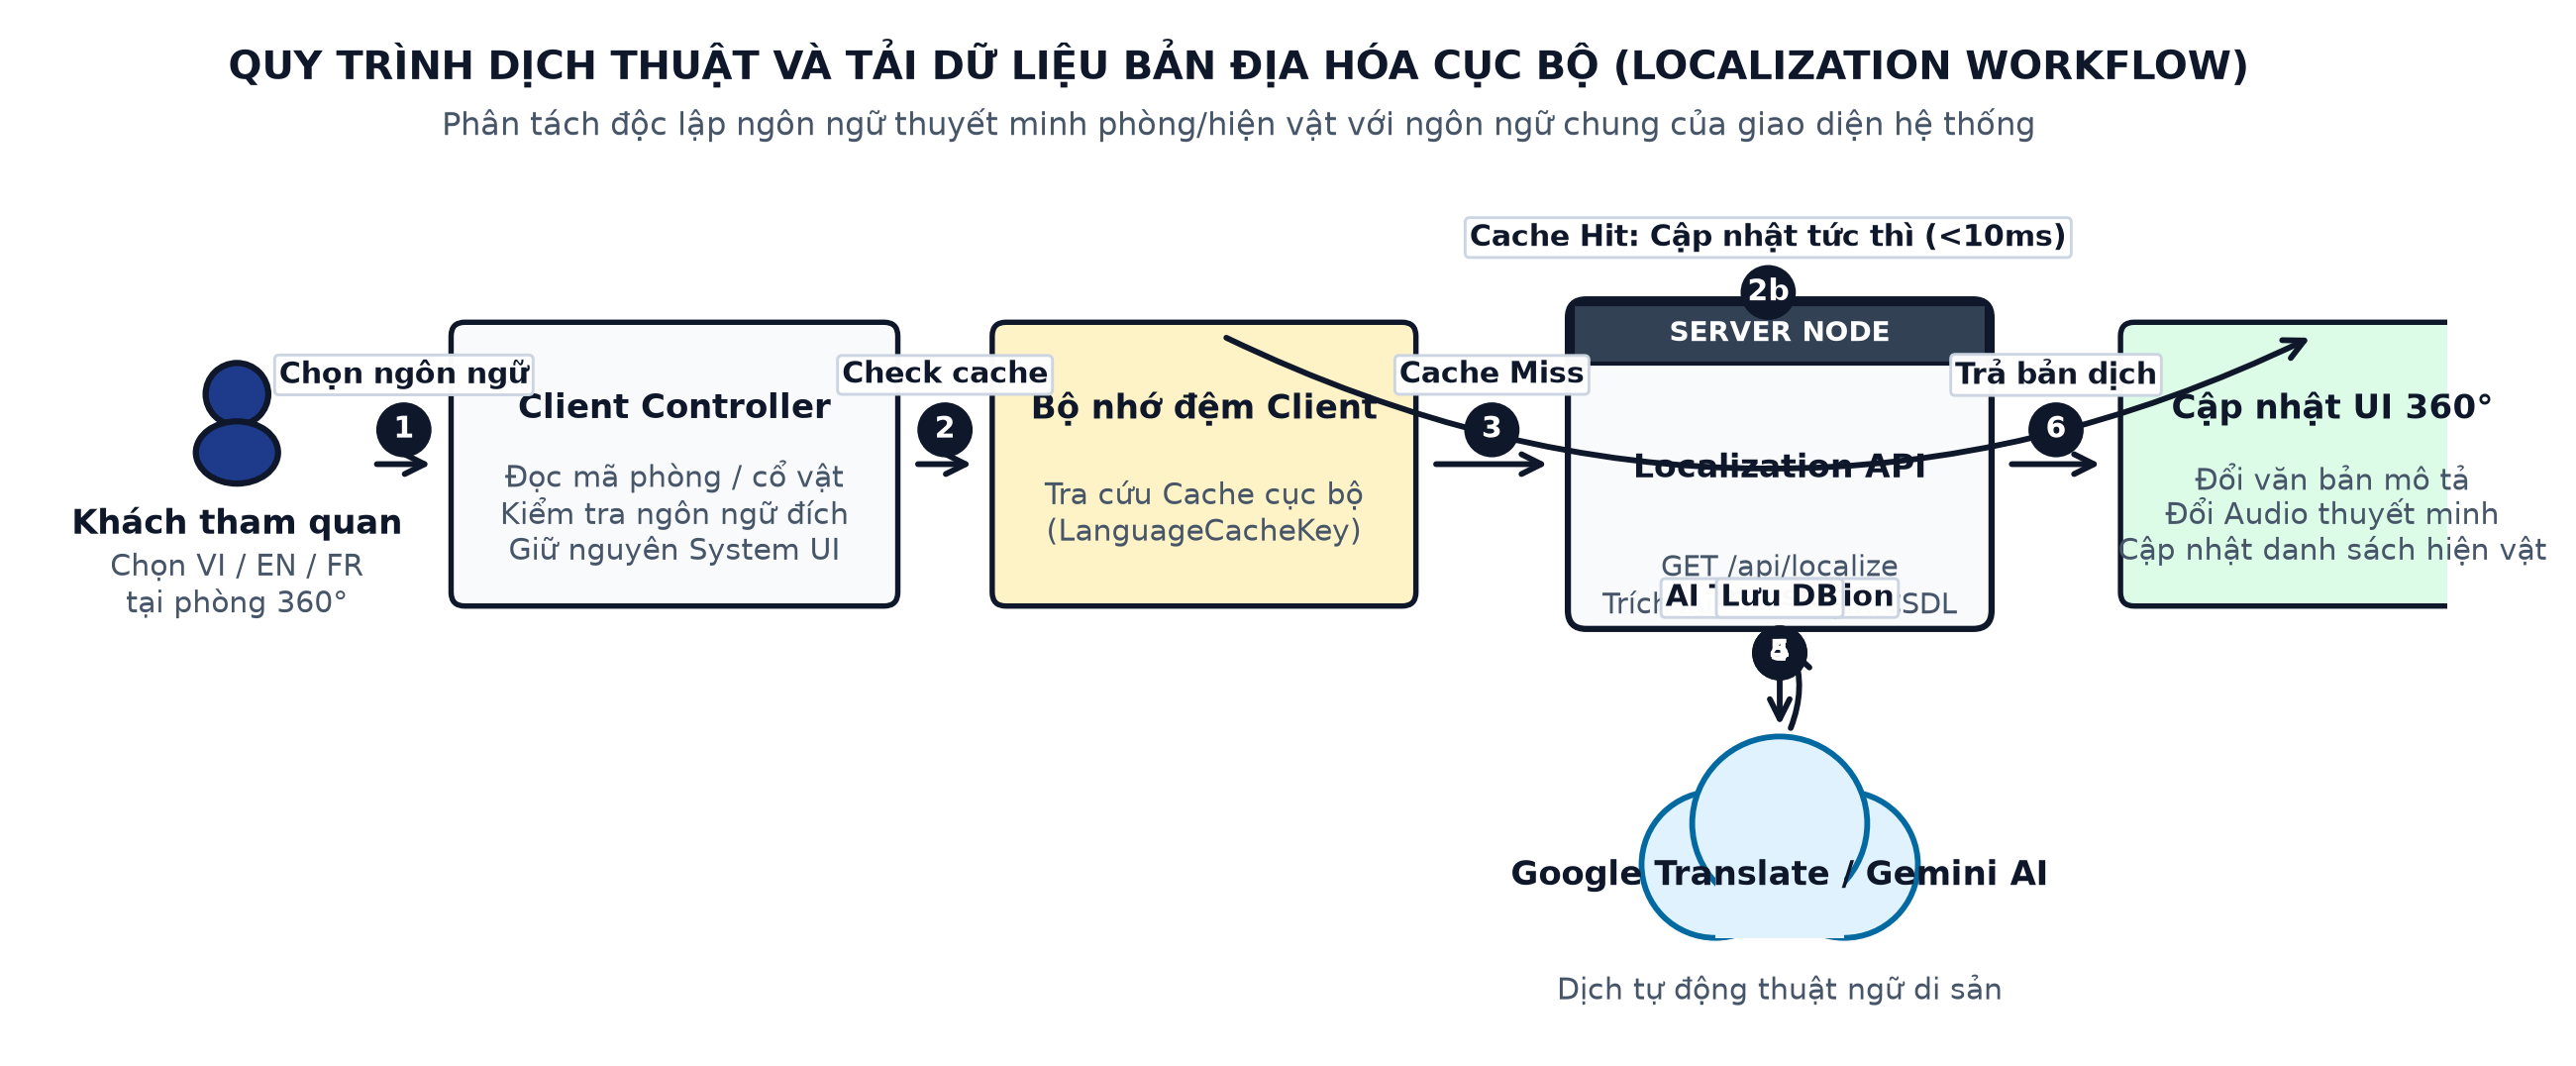 QUY TRÌNH DỊCH THUẬT VÀ TẢI DỮ LIỆU BẢN ĐỊA HÓA CỤC BỘ (LOCALIZATION WORKFLOW)
Phân tách độc lập ngôn ngữ thuyết minh phòng/hiện vật với ngôn ngữ chung của giao diện hệ thống
Cache Hit: Cập nhật tức thì (<10ms)
2b
Chọn ngôn ngữ
1
Khách tham quan
Chọn VI / EN / FR
tại phòng 360°
Client Controller
Đọc mã phòng / cổ vật
Kiểm tra ngôn ngữ đích
Giữ nguyên System UI
Check cache
2
Bộ nhớ đệm Client
Tra cứu Cache cục bộ
(LanguageCacheKey)
Cache Miss
3
SERVER NODE
Localization API
GET /api/localize
Trích
AI
Lưu DB
Trả bản dịch
6
Cập nhật UI 360°
Đổi văn bản mô tả
Đổi Audio thuyết minh
Cập nhật danh sách hiện vật
Google Translate / Gemini AI
Dịch tự động thuật ngữ di sản